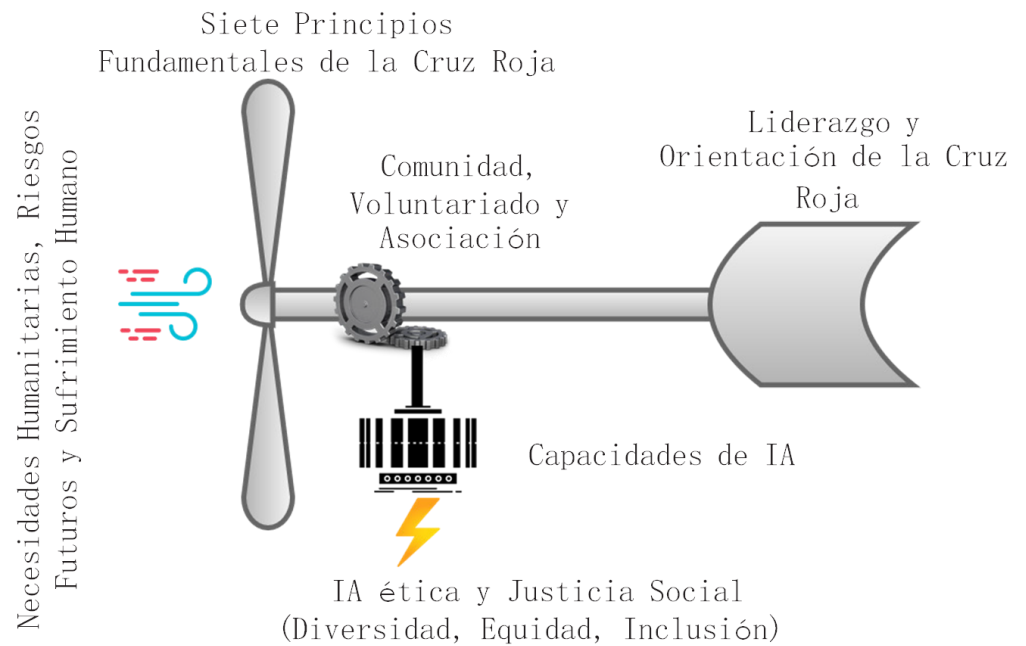 Siete Principios
Fundamentales de la Cruz Roja
Necesidades Humanitarias, Riesgos
Futuros y Sufrimiento Humano
Comunidad,
Voluntariado y
Asociación
Liderazgo y
Orientación de la Cruz
Roja
Capacidades de IA
IA ética y Justicia Social
(Diversidad, Equidad, Inclusión)